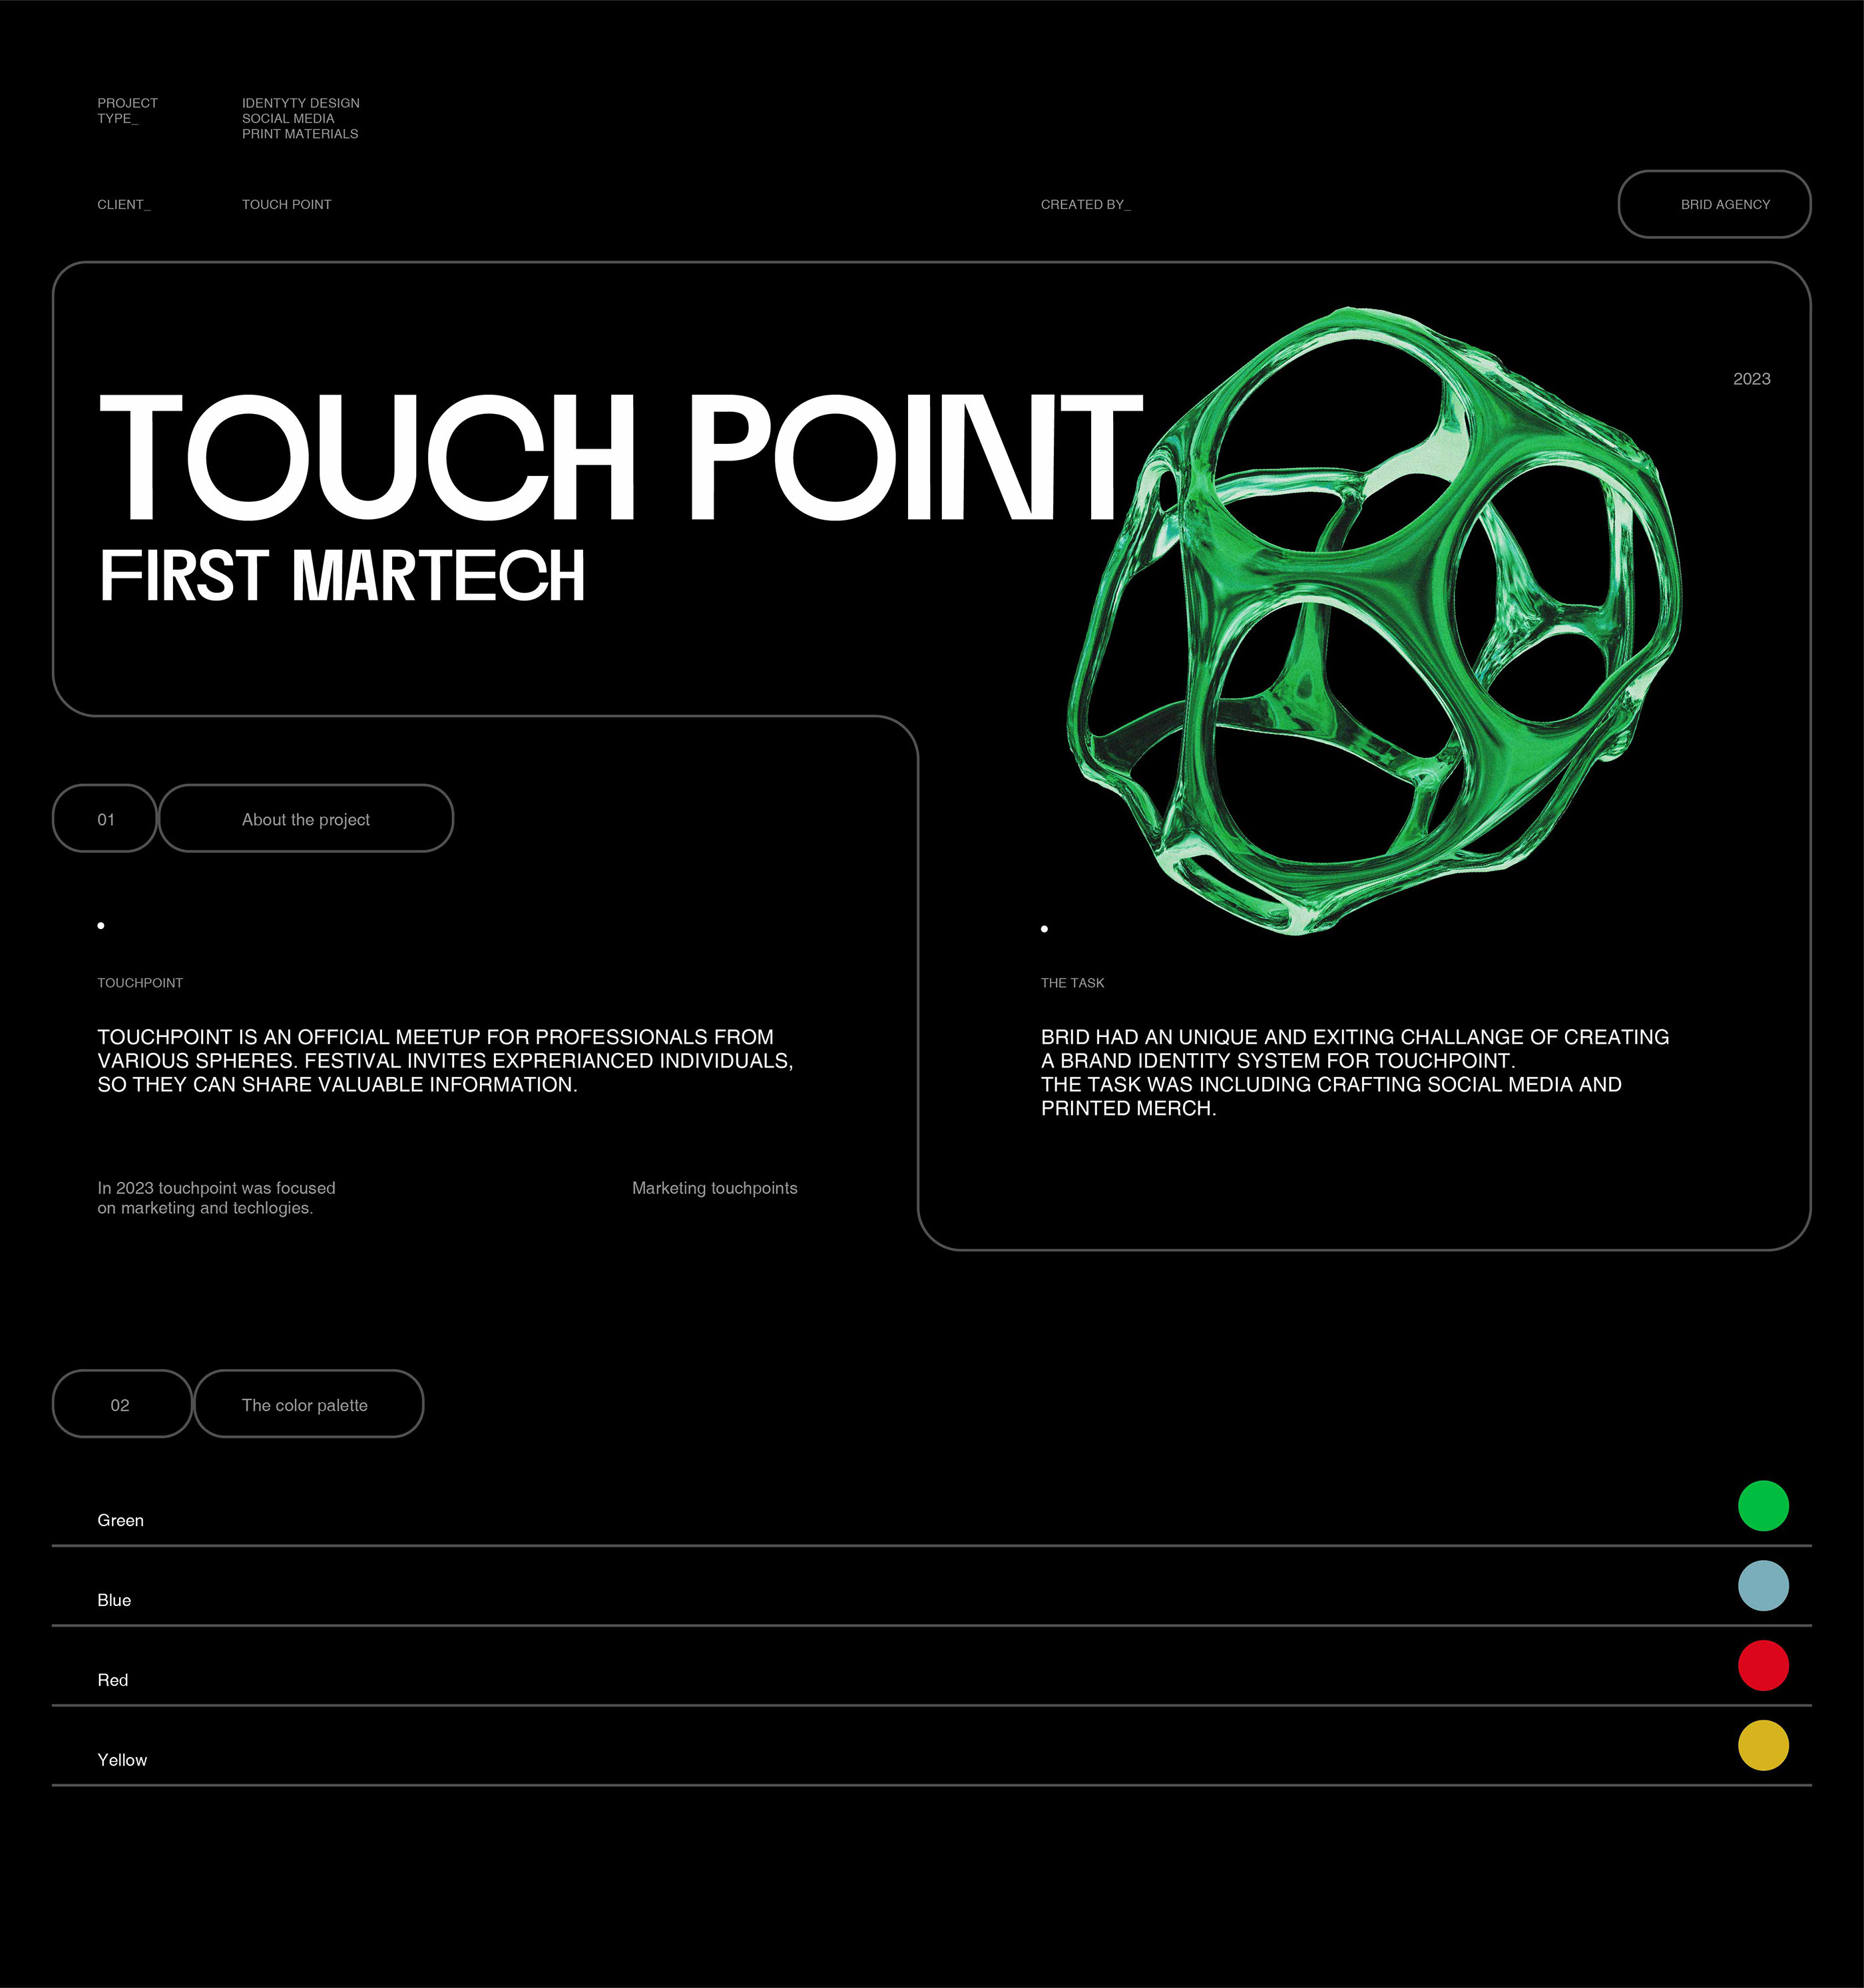 PROJECT
TYPE_
IDENTYTY DESIGN
SOCIAL MEDIA
PRINT MATERIALS
CLIENT_
TOUCH POINT
CREATED BY_
BRID AGENCY
2023
TOUCH POINT
FIRST MARTECH
01
About the project
TOUCHPOINT
TOUCHPOINT IS AN OFFICIAL MEETUP FOR PROFESSIONALS FROM
VARIOUS SPHERES. FESTIVAL INVITES EXPRERIANCED INDIVIDUALS,
SO THEY CAN SHARE VALUABLE INFORMATION.
In 2023 touchpoint was focused
on marketing and techlogies.
Marketing touchpoints
THE TASK
BRID HAD AN UNIQUE AND EXITING CHALLANGE OF CREATING
A BRAND IDENTITY SYSTEM FOR TOUCHPOINT.
THE TASK WAS INCLUDING CRAFTING SOCIAL MEDIA AND
PRINTED MERCH.
02
The color palette
Green
Blue
Red
Yellow